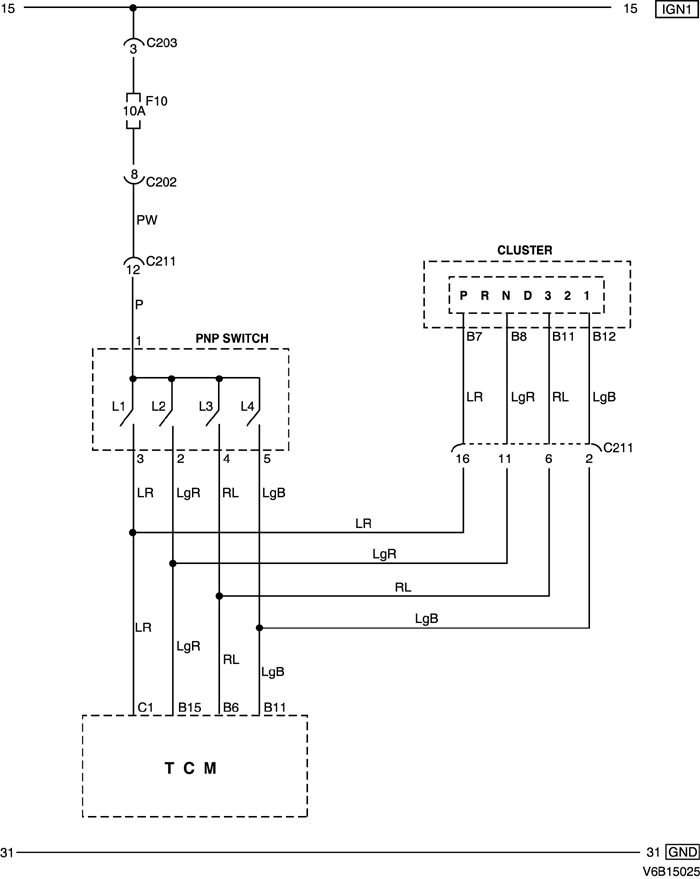 15 15 IGN1
3 C203
F10
10A
8 C202
PW
12 C211
P
CLUSTER
P R N D 3 2 1
B7 B8 B11 B12
1 PNP SWITCH
L1 L2 L3 L4
LR LgR RL LgB
C211
16 11 6 2
3 2 4 5
LR LgR RL LgB
LR
LgR
RL
LgB
LR LgR RL LgB
C1 B15 B6 B11
T C M
31 31 GND
V6B15025